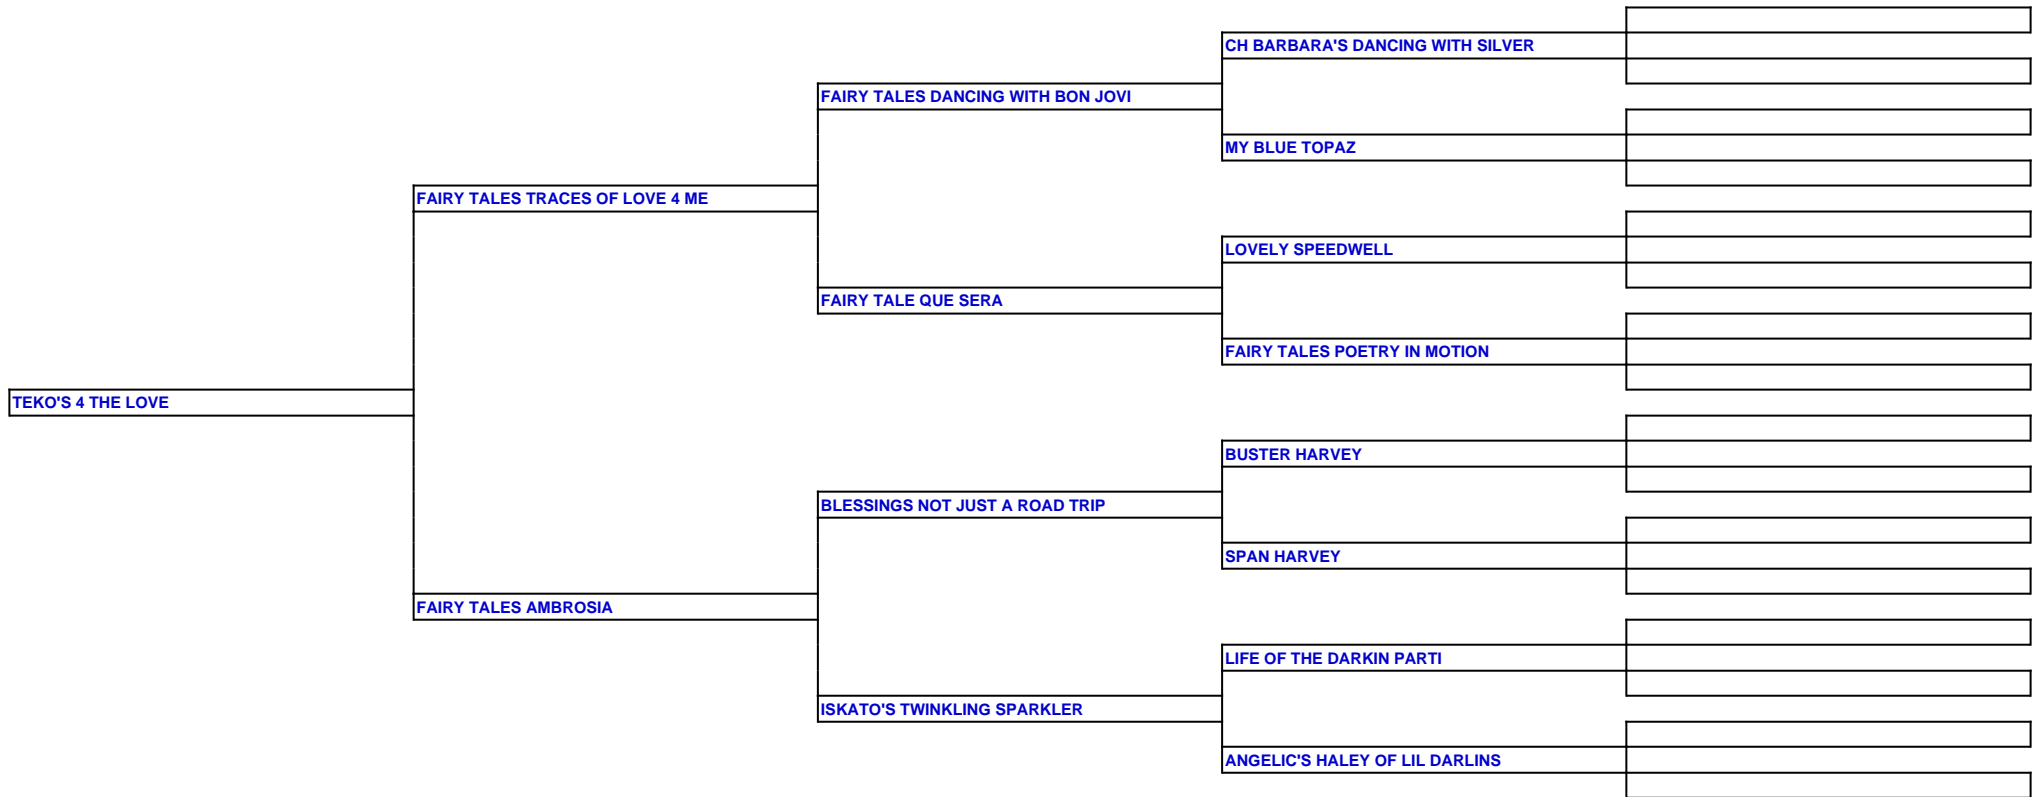 CH BARBARA'S DANCING WITH SILVER
FAIRY TALES DANCING WITH BON JOVI
MY BLUE TOPAZ
FAIRY TALES TRACES OF LOVE 4 ME
LOVELY SPEEDWELL
FAIRY TALE QUE SERA
FAIRY TALES POETRY IN MOTION
TEKO'S 4 THE LOVE
BUSTER HARVEY
BLESSINGS NOT JUST A ROAD TRIP
SPAN HARVEY
FAIRY TALES AMBROSIA
LIFE OF THE DARKIN PARTI
ISKATO'S TWINKLING SPARKLER
ANGELIC'S HALEY OF LIL DARLINS